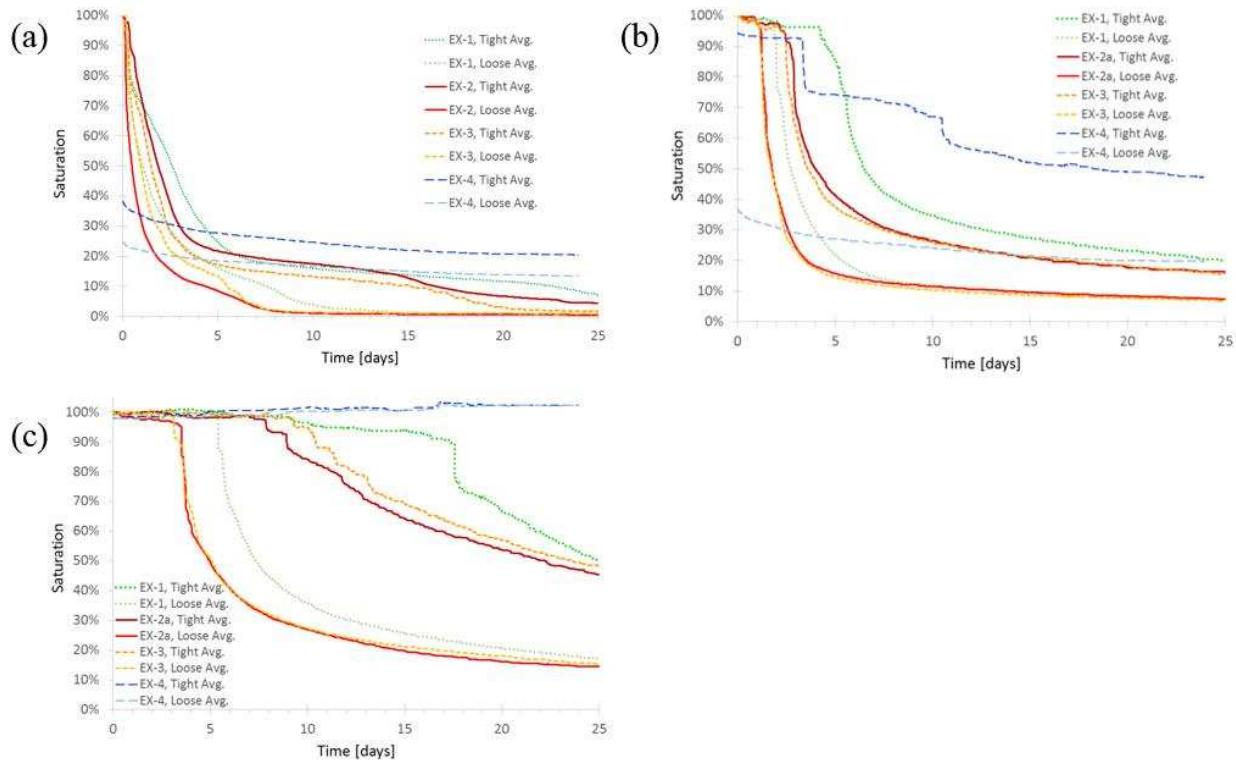 (a)
100%
90%
80%
70%
60%
50%
40%
30%
20%
10%
0%
Saturation
0 5 10 15 20 25
Time [days]
EX-1, Tight Avg.
EX-1, Loose Avg.
EX-2, Tight Avg.
EX-2, Loose Avg.
EX-3, Tight Avg.
EX-3, Loose Avg.
EX-4, Tight Avg.
EX-4, Loose Avg.
(b)
100%
90%
80%
70%
60%
50%
40%
30%
20%
10%
0%
Saturation
0 5 10 15 20 25
Time [days]
EX-1, Tight Avg.
EX-1, Loose Avg.
EX-2a, Tight Avg.
EX-2a, Loose Avg.
EX-3, Tight Avg.
EX-3, Loose Avg.
EX-4, Tight Avg.
EX-4, Loose Avg.
(c)
100%
90%
80%
70%
60%
50%
40%
30%
20%
10%
0%
Saturation
0 5 10 15 20 25
Time [days]
EX-1, Tight Avg.
EX-1, Loose Avg.
EX-2a, Tight Avg.
EX-2a, Loose Avg.
EX-3, Tight Avg.
EX-3, Loose Avg.
EX-4, Tight Avg.
EX-4, Loose Avg.